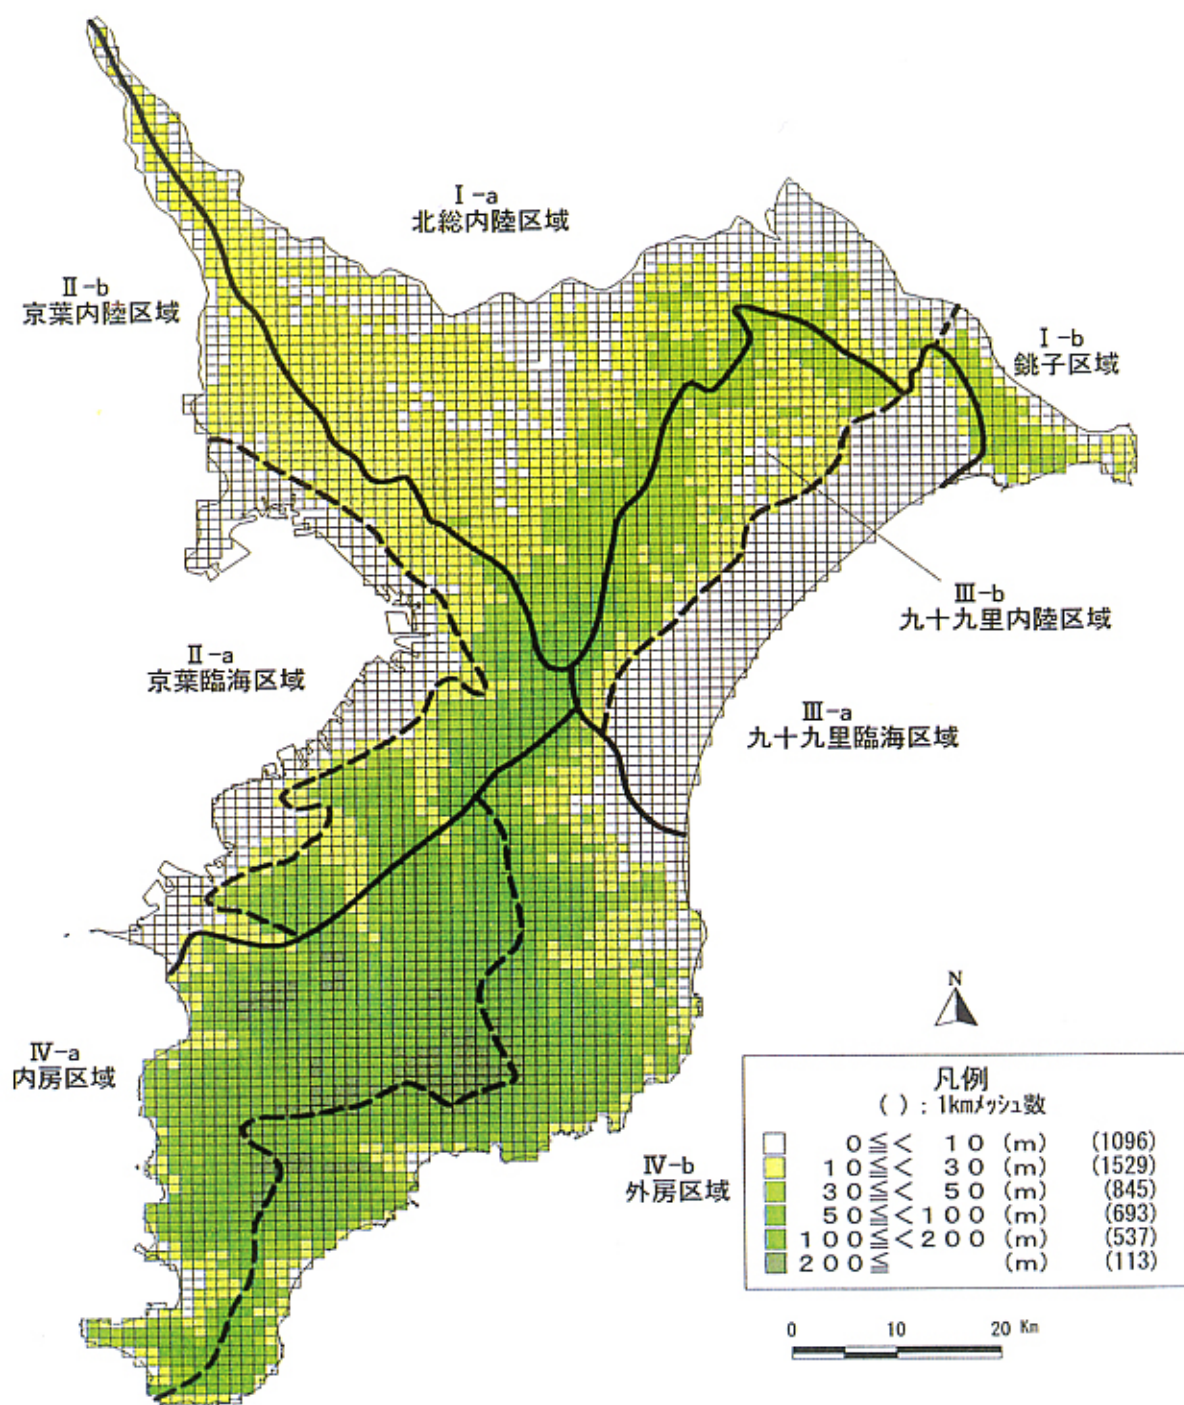 Ⅰ-a
北総内陸区域
Ⅱ-b
京葉内陸区域
Ⅰ-b
銚子区域
Ⅲ-b
九十九里内陸区域
Ⅱ-a
京葉臨海区域
Ⅲ-a
九十九里臨海区域
N
Ⅳ-a
内房区域
Ⅳ-b
外房区域
凡例
( ) : 1kmメッシュ数
0≦< 10 (m) (1096)
10≦< 30 (m) (1529)
30≦< 50 (m) (845)
50≦<100 (m) (693)
100≦<200 (m) (537)
200≦ (m) (113)
0 10 20 Km